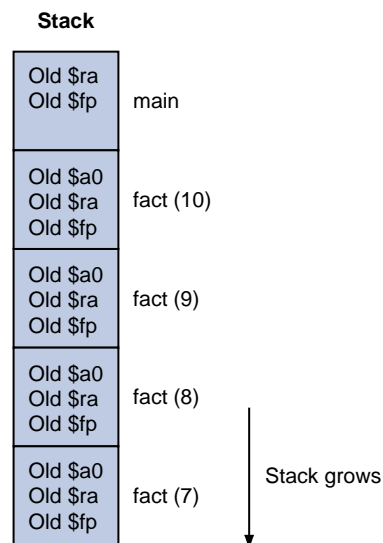 Stack
Old $ra
Old $fp
main
Old $a0
Old $ra
Old $fp
fact (10)
Old $a0
Old $ra
Old $fp
fact (9)
Old $a0
Old $ra
Old $fp
fact (8)
Old $a0
Old $ra
Old $fp
fact (7)
Stack grows